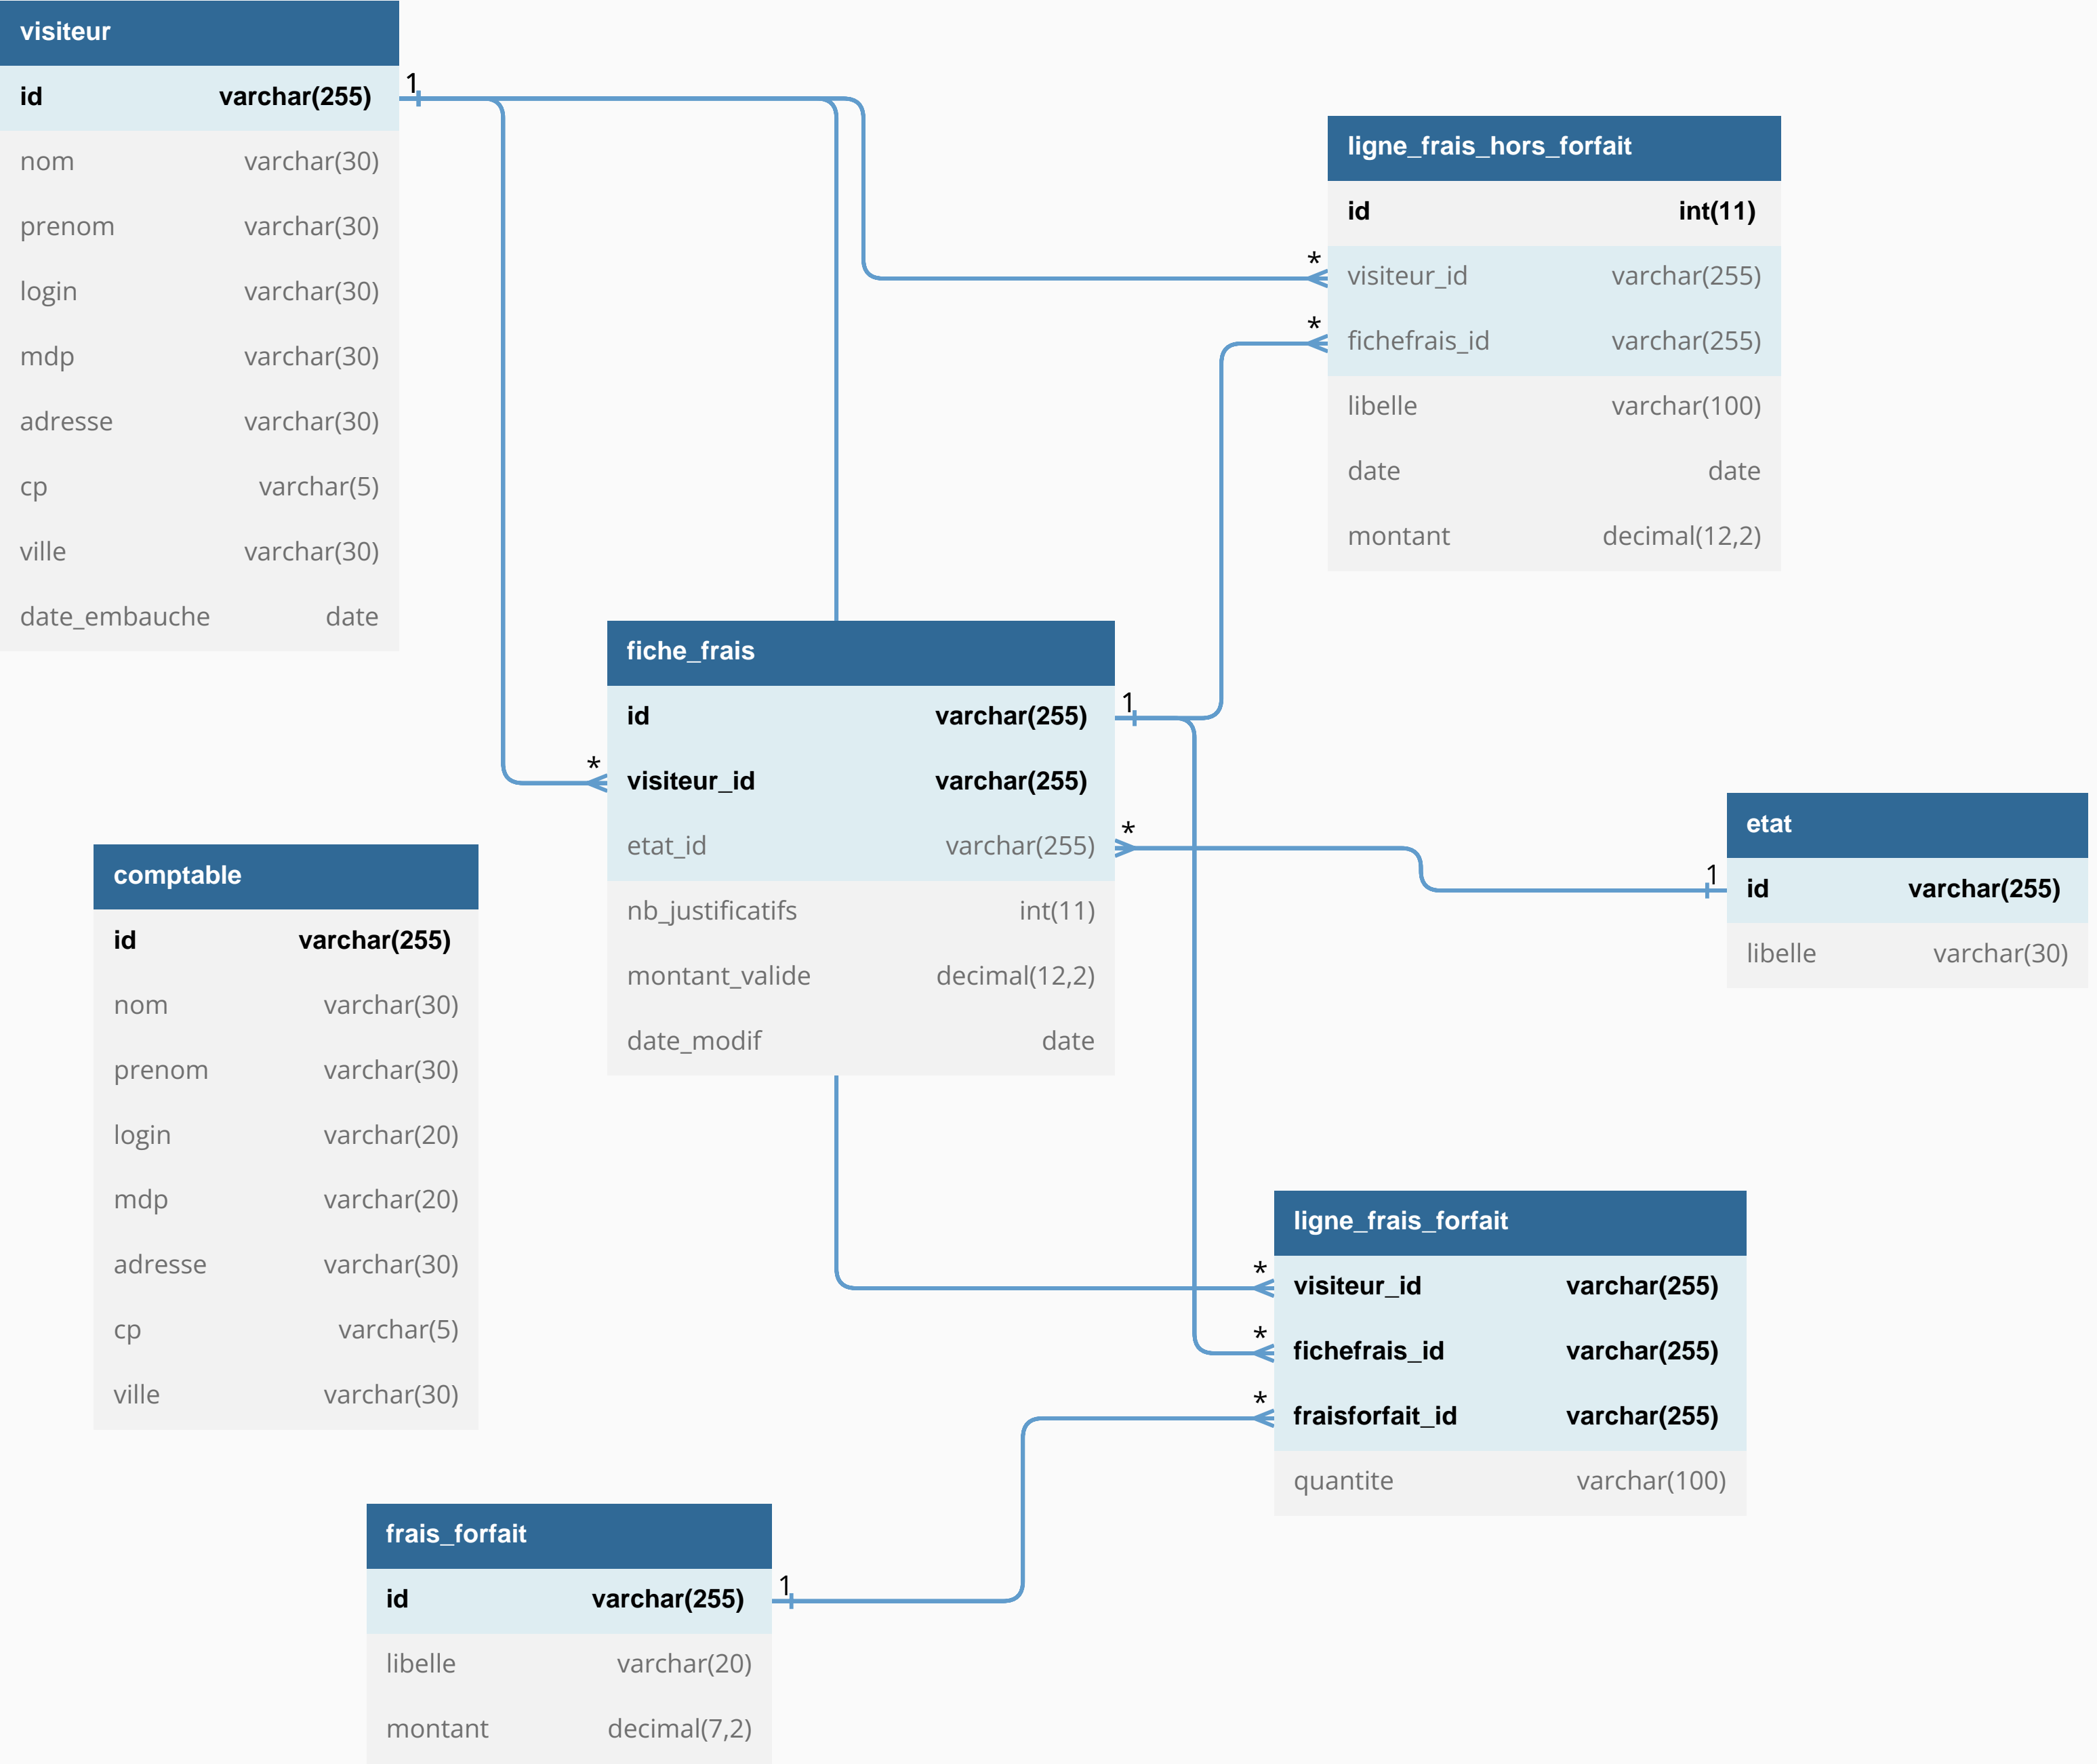 visiteur
id varchar(255)
nom varchar(30)
prenom varchar(30)
login varchar(30)
mdp varchar(30)
adresse varchar(30)
cp varchar(5)
ville varchar(30)
date_embauche date
1
ligne_frais_hors_forfait
id int(11)
* visiteur_id varchar(255)
* fichefrais_id varchar(255)
libelle varchar(100)
date date
montant decimal(12,2)
fiche_frais
id varchar(255) 1
* visiteur_id varchar(255)
etat_id varchar(255) *
nb_justificatifs int(11)
montant_valide decimal(12,2)
date_modif date
etat
1 id varchar(255)
libelle varchar(30)
comptable
id varchar(255)
nom varchar(30)
prenom varchar(30)
login varchar(20)
mdp varchar(20)
adresse varchar(30)
cp varchar(5)
ville varchar(30)
ligne_frais_forfait
* visiteur_id varchar(255)
* fichefrais_id varchar(255)
* fraisforfait_id varchar(255)
quantite varchar(100)
frais_forfait
id varchar(255) 1
libelle varchar(20)
montant decimal(7,2)